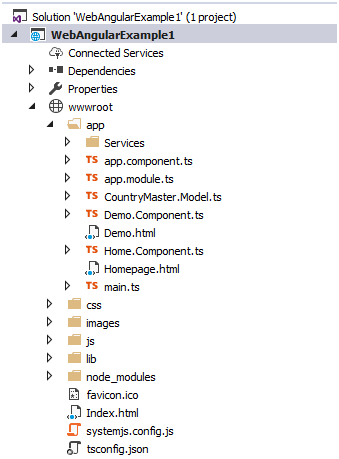 Solution 'WebAngularExample1' (1 project)
WebAngularExample1
Connected Services
Dependencies
Properties
wwwroot
app
Services
TS app.component.ts
TS app.module.ts
TS CountryMaster.Model.ts
TS Demo.Component.ts
Demo.html
TS Home.Component.ts
Homepage.html
TS main.ts
css
images
js
lib
node_modules
favicon.ico
Index.html
systemjs.config.js
tsconfig.json